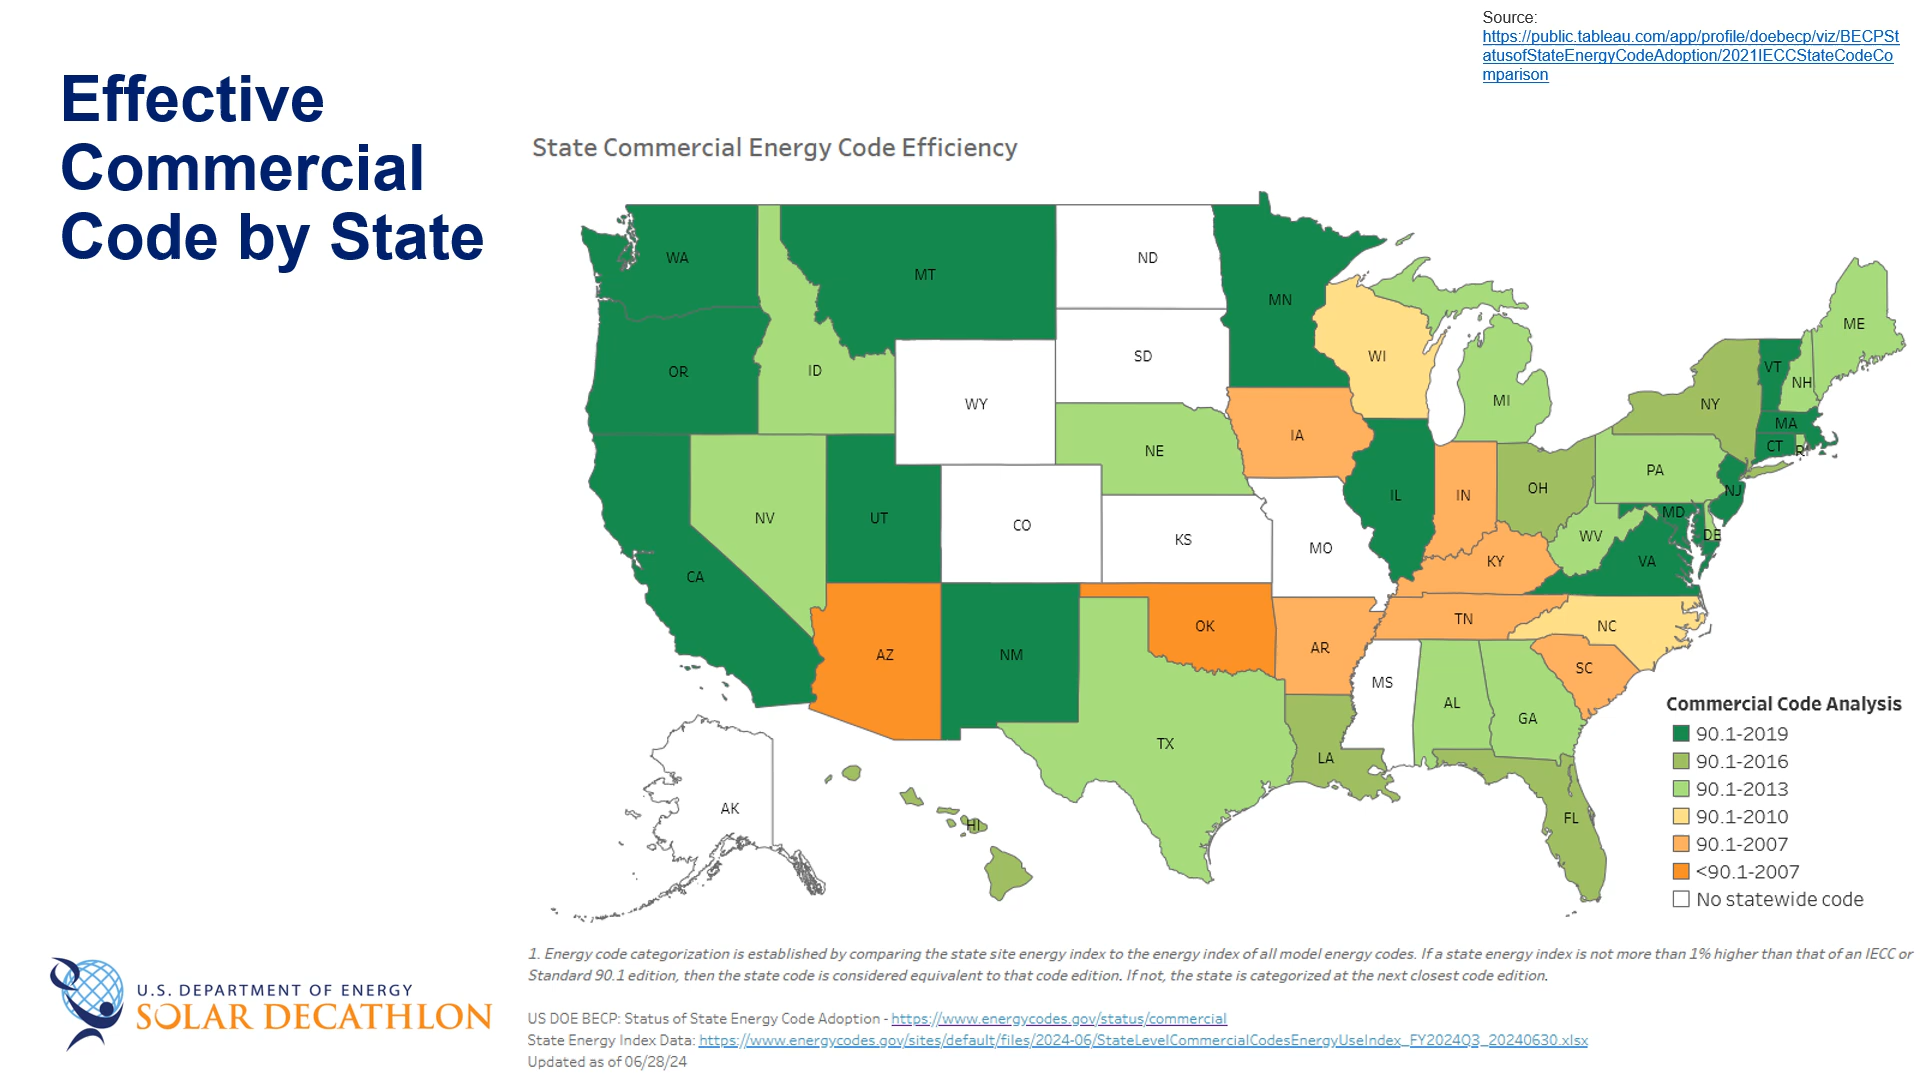 Source:
https://public.tableau.com/app/profile/doebecp/viz/BECPSt
atusofStateEnergyCodeAdoption/2021IECCStateCodeCo
mparison
Effective
Commercial
Code by State
State Commercial Energy Code Efficiency
WA
MT
ND
MN
OR
ID
WY
SD
WI
MI
ME
VT
NH
NY
MA
CT
RI
NE
IA
PA
NV
UT
CO
KS
MO
IL
IN
OH
NJ
MD
DE
WV
VA
CA
KY
AZ
NM
OK
AR
TN
NC
SC
MS
AL
GA
TX
LA
FL
AK
HI
Commercial Code Analysis
90.1-2019
90.1-2016
90.1-2013
90.1-2010
90.1-2007
<90.1-2007
No statewide code
1. Energy code categorization is established by comparing the state site energy index to the energy index of all model energy codes. If a state energy index is not more than 1% higher than that of an IECC or
Standard 90.1 edition, then the state code is considered equivalent to that code edition. If not, the state is categorized at the next closest code edition.
U.S. DEPARTMENT OF ENERGY
SOLAR DECATHLON
US DOE BECP: Status of State Energy Code Adoption - https://www.energycodes.gov/status/commercial
State Energy Index Data: https://www.energycodes.gov/sites/default/files/2024-06/StateLevelCommercialCodesEnergyUseIndex_FY2024Q3_20240630.xlsx
Updated as of 06/28/24